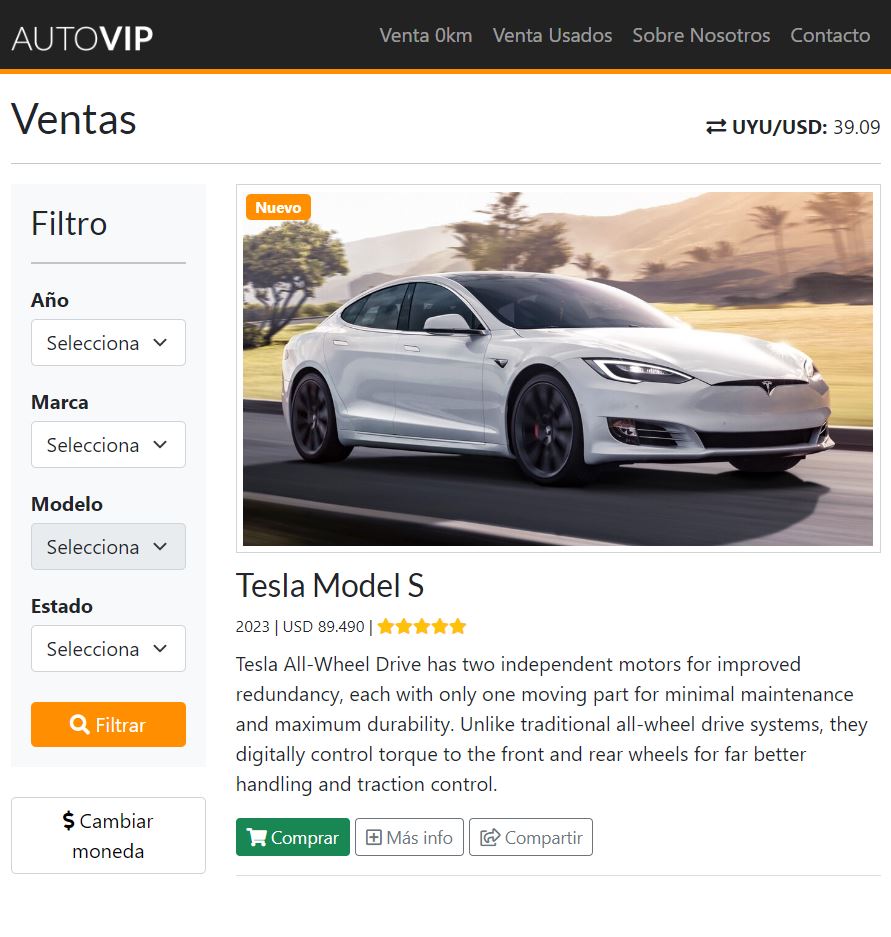 AUTOVIP
Venta 0km Venta Usados Sobre Nosotros Contacto
Ventas
UYU/USD: 39.09
Filtro
Año
Selecciona
Marca
Selecciona
Modelo
Selecciona
Estado
Selecciona
Filtrar
$ Cambiar
moneda
Nuevo
Tesla Model S
2023 | USD 89.490 |
Tesla All-Wheel Drive has two independent motors for improved
redundancy, each with only one moving part for minimal maintenance
and maximum durability. Unlike traditional all-wheel drive systems, they
digitally control torque to the front and rear wheels for far better
handling and traction control.
Comprar Más info Compartir